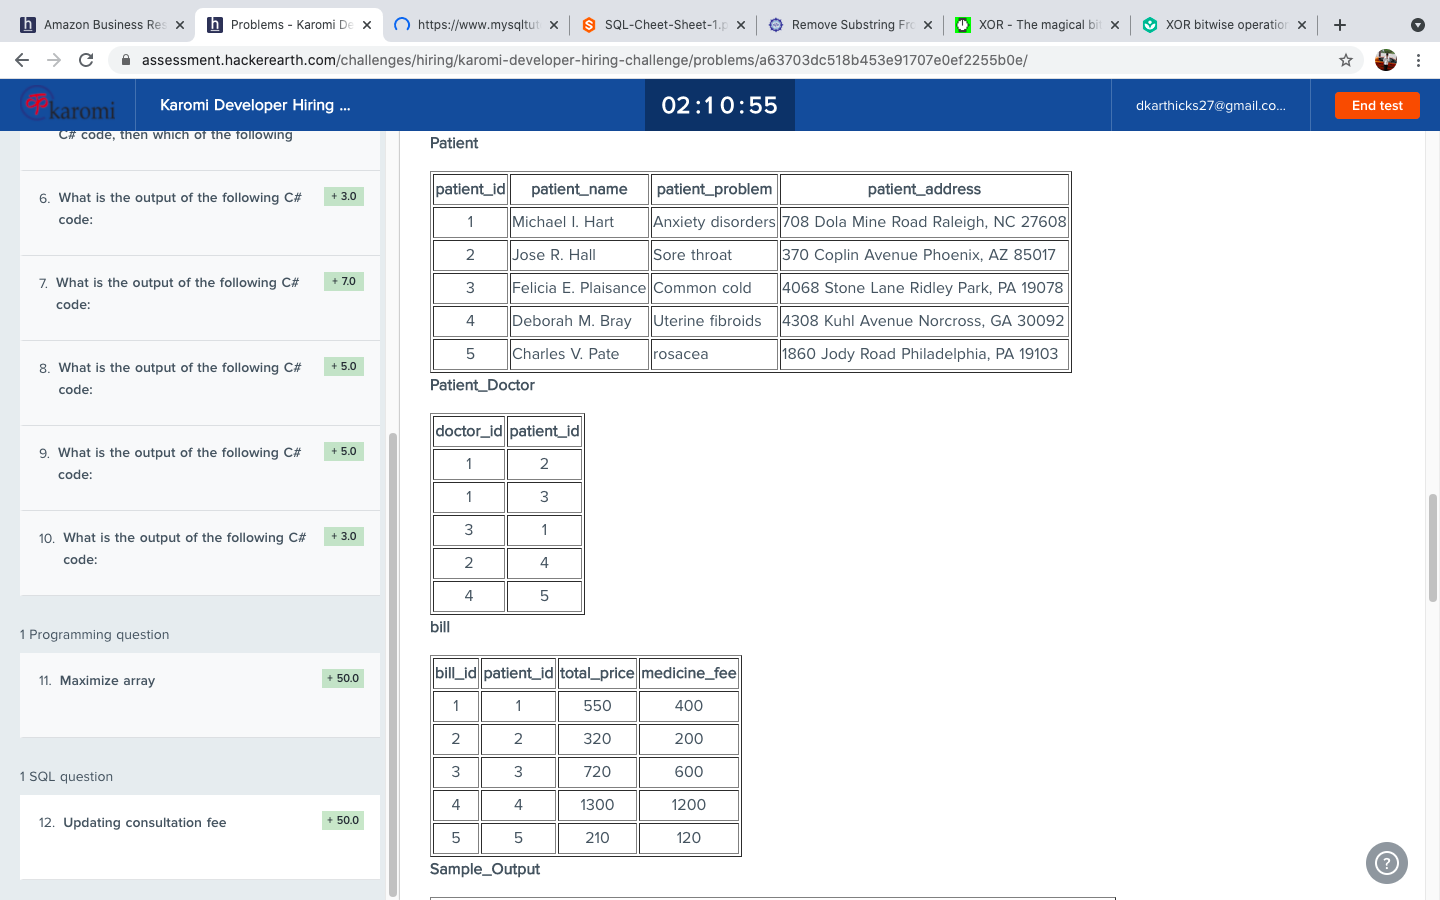 Amazon Business Res
Problems - Karomi De
https://www.mysqltut
SQL-Cheet-Sheet-1.p
Remove Substring Fro
XOR - The magical bit
XOR bitwise operation
assessment.hackerearth.com/challenges/hiring/karomi-developer-hiring-challenge/problems/a63703dc518b453e91707e0ef2255b0e/
karomi
Karomi Developer Hiring ...
02:10:55
dkarthicks27@gmail.co...
End test
C# code, then which of the following
6. What is the output of the following C# code:
+ 3.0
7. What is the output of the following C# code:
+ 7.0
8. What is the output of the following C# code:
+ 5.0
9. What is the output of the following C# code:
+ 5.0
10. What is the output of the following C# code:
+ 3.0
1 Programming question
11. Maximize array
+ 50.0
1 SQL question
12. Updating consultation fee
+ 50.0
Patient
patient_id patient_name patient_problem patient_address
1 Michael I. Hart Anxiety disorders 708 Dola Mine Road Raleigh, NC 27608
2 Jose R. Hall Sore throat 370 Coplin Avenue Phoenix, AZ 85017
3 Felicia E. Plaisance Common cold 4068 Stone Lane Ridley Park, PA 19078
4 Deborah M. Bray Uterine fibroids 4308 Kuhl Avenue Norcross, GA 30092
5 Charles V. Pate rosacea 1860 Jody Road Philadelphia, PA 19103
Patient_Doctor
doctor_id patient_id
1 2
1 3
3 1
2 4
4 5
bill
bill_id patient_id total_price medicine_fee
1 1 550 400
2 2 320 200
3 3 720 600
4 4 1300 1200
5 5 210 120
Sample_Output